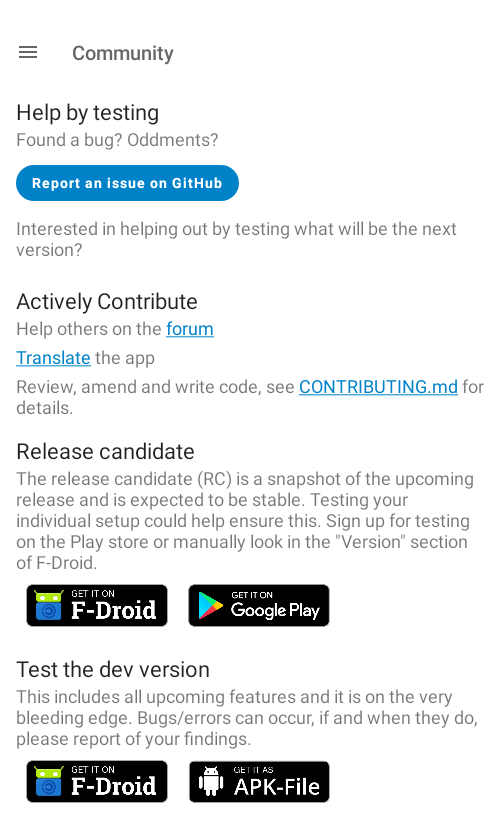 Community
Help by testing
Found a bug? Oddments?
Report an issue on GitHub
Interested in helping out by testing what will be the next
version?
Actively Contribute
Help others on the forum
Translate the app
Review, amend and write code, see CONTRIBUTING.md for
details.
Release candidate
The release candidate (RC) is a snapshot of the upcoming
release and is expected to be stable. Testing your
individual setup could help ensure this. Sign up for testing
on the Play store or manually look in the "Version" section
of F-Droid.
GET IT ON
F-Droid
GET IT ON
Google Play
Test the dev version
This includes all upcoming features and it is on the very
bleeding edge. Bugs/errors can occur, if and when they do,
please report of your findings.
GET IT ON
F-Droid
GET IT AS
APK-File